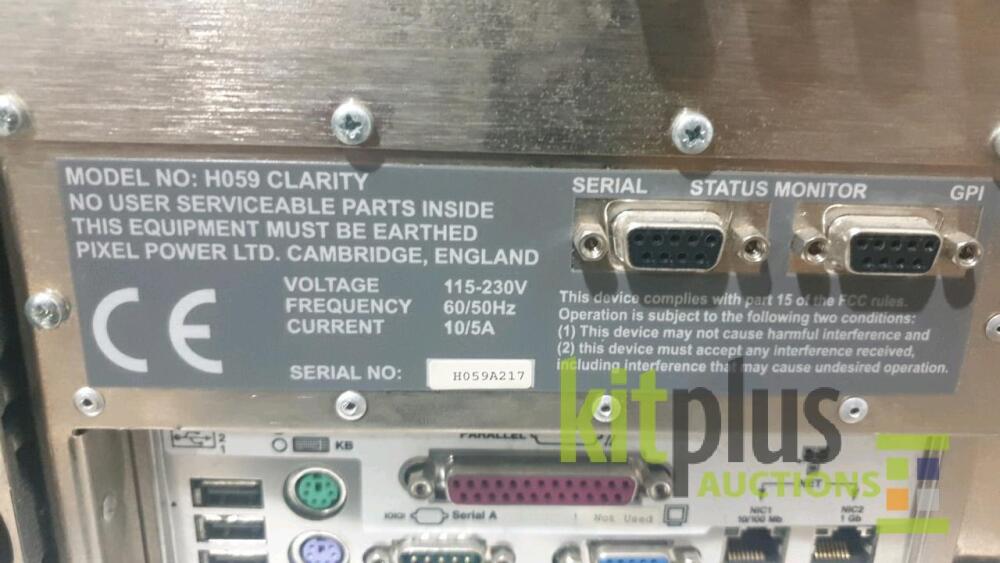 MODEL NO: H059 CLARITY
NO USER SERVICEABLE PARTS INSIDE
THIS EQUIPMENT MUST BE EARTHED
PIXEL POWER LTD. CAMBRIDGE, ENGLAND
VOLTAGE 115-230V
FREQUENCY 60/50Hz
CURRENT 10/5A
SERIAL NO: H059A217
CE
SERIAL STATUS MONITOR GPI
This device complies with part 15 of the FCC rules.
Operation is subject to the following two conditions:
(1) This device may not cause harmful interference and
(2) this device must accept any interference received,
including interference that may cause undesired operation.
kitplus
AUCTIONS
2
1
KB
PARALLEL
IOIOI Serial A
! Not Used
NET
NIC1
10/100 Mb
NIC2
1 Gb